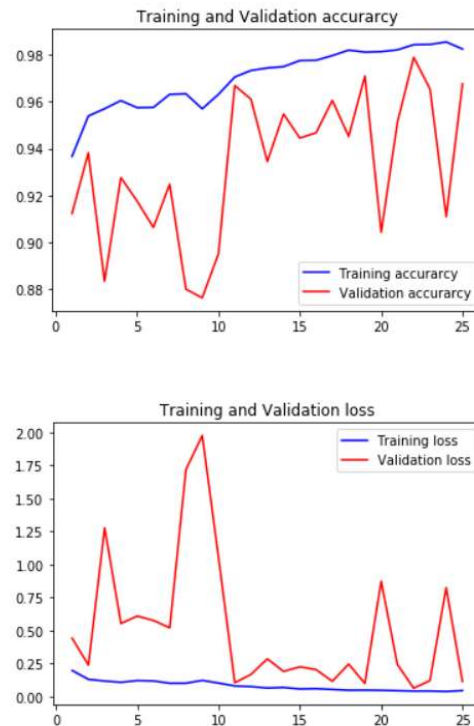 Training and Validation accurarcy
0.98
0.96
0.94
0.92
0.90
0.88
Training accurarcy
Validation accurarcy
0 5 10 15 20 25
Training and Validation loss
2.00
1.75
1.50
1.25
1.00
0.75
0.50
0.25
0.00
Training loss
Validation loss
0 5 10 15 20 25